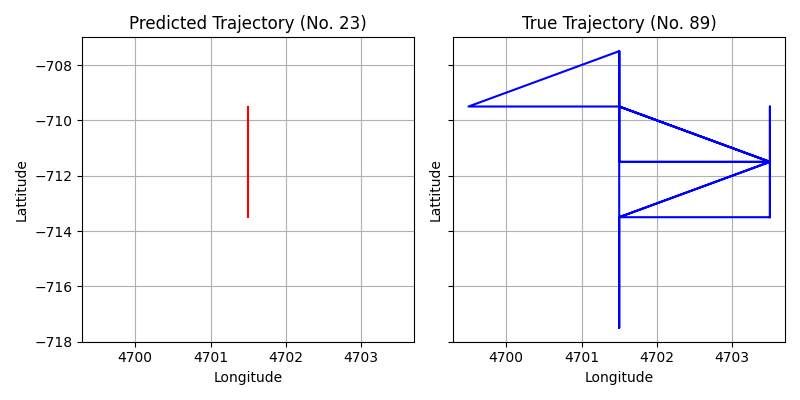 Predicted Trajectory (No. 23)
True Trajectory (No. 89)
−708
−710
−712
−714
−716
−718
Lattitude
Lattitude
4700 4701 4702 4703
4700 4701 4702 4703
Longitude
Longitude